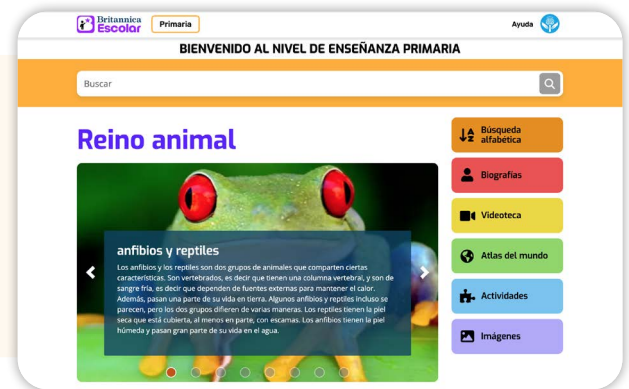 Britannica
Escolar
Primaria
Ayuda
BIENVENIDO AL NIVEL DE ENSEÑANZA PRIMARIA
Buscar
Reino animal
anfibios y reptiles
Los anfibios y los reptiles son dos grupos de animales que comparten ciertas
características. Son vertebrados, es decir que tienen una columna vertebral, y son de
sangre fría, es decir que dependen de fuentes externas para mantener el calor.
Además, pasan una parte de su vida en tierra. Algunos anfibios y reptiles incluso se
parecen, pero los dos grupos difieren de varias maneras. Los reptiles tienen la piel
seca que está cubierta, al menos en parte, con escamas. Los anfibios tienen la piel
húmeda y pasan gran parte de su vida en el agua.
Búsqueda
alfabética
Biografías
Videoteca
Atlas del mundo
Actividades
Imágenes